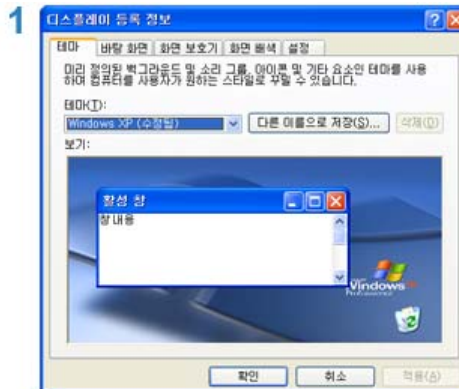 1
디스플레이 등록 정보
테마 바탕 화면 화면 보호기 화면 배색 설정
미리 정의된 백그라운드 및 소리 그룹, 아이콘 및 기타 요소인 테마를 사용
하여 컴퓨터를 사용자가 원하는 스타일로 꾸밀 수 있습니다.
테마(T):
Windows XP (수정됨) 다른 이름으로 저장(S)... 삭제(D)
보기:
활성 창
창 내용
Windows
Professional
확인 취소 적용(A)